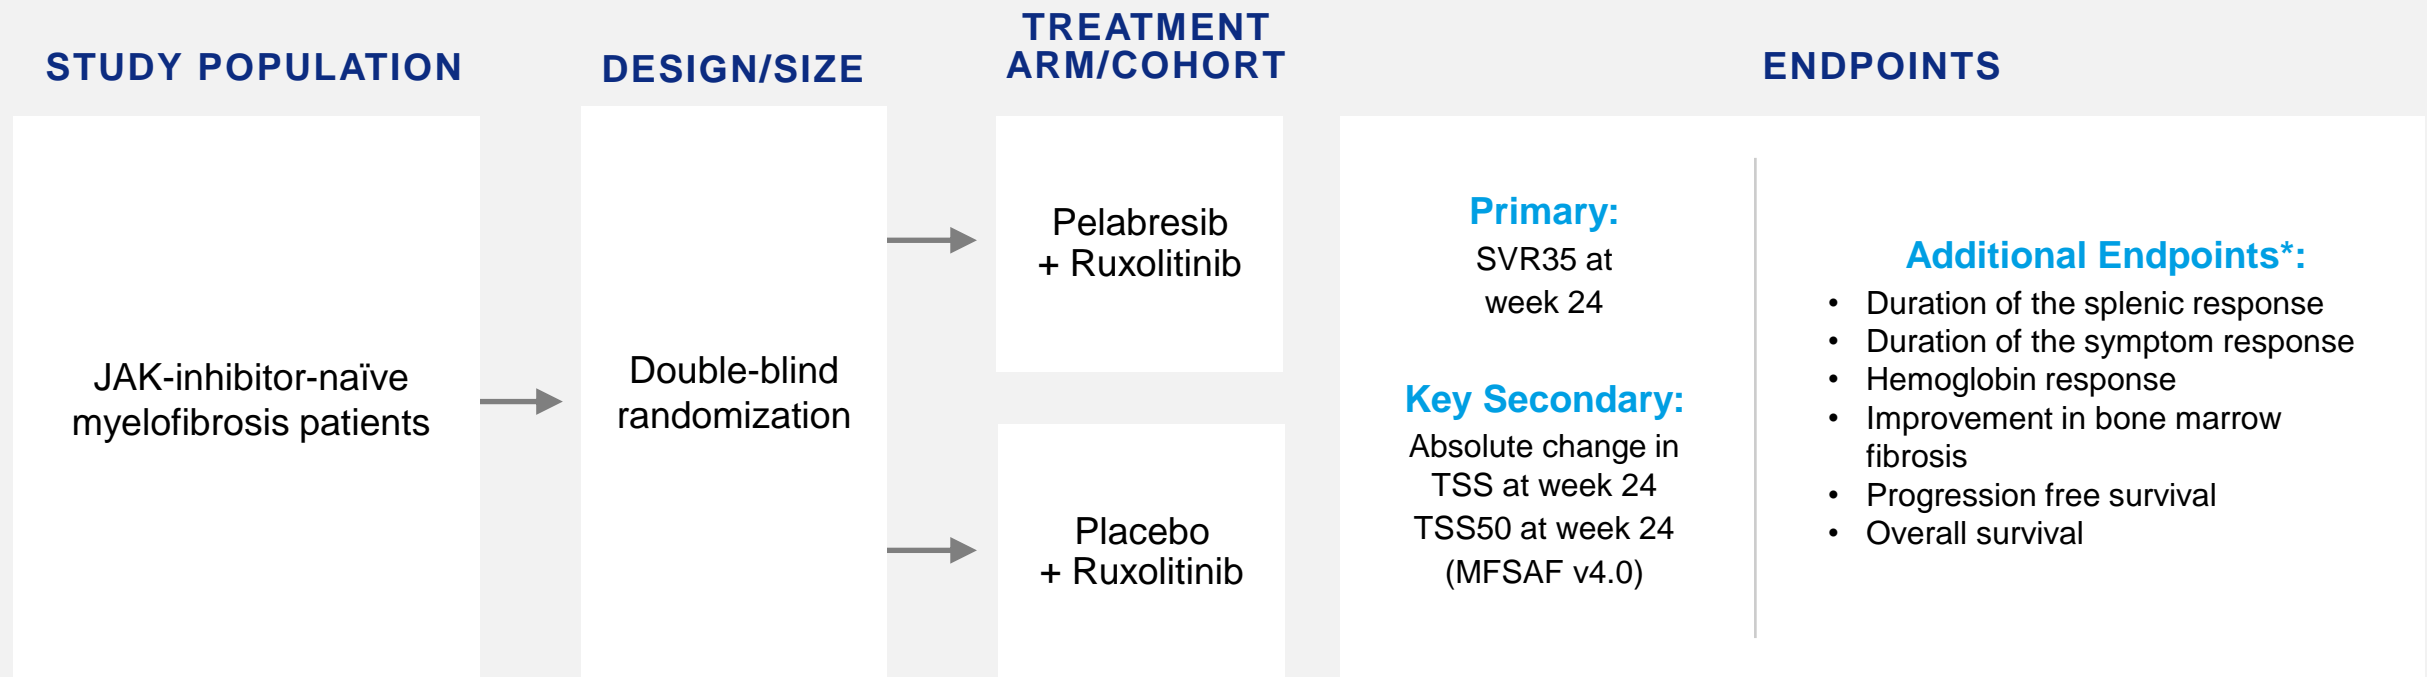 STUDY POPULATION
DESIGN/SIZE
TREATMENT
ARM/COHORT
ENDPOINTS
JAK-inhibitor-naïve
myelofibrosis patients
Double-blind
randomization
Pelabresib
+ Ruxolitinib
Placebo
+ Ruxolitinib
Primary:
SVR35 at
week 24
Key Secondary:
Absolute change in
TSS at week 24
TSS50 at week 24
(MFSAF v4.0)
Additional Endpoints*:
• Duration of the splenic response
• Duration of the symptom response
• Hemoglobin response
• Improvement in bone marrow
fibrosis
• Progression free survival
• Overall survival